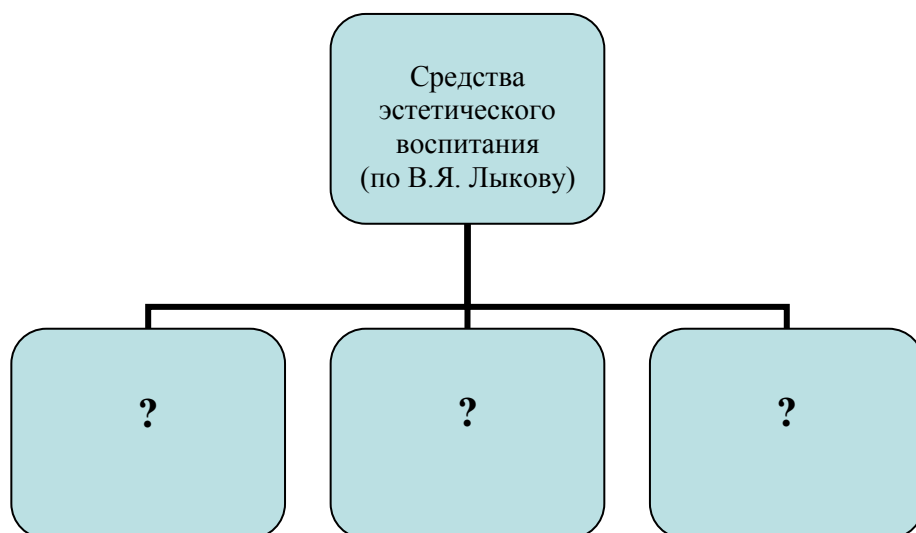 Средства
эстетического
воспитания
(по В.Я. Лыкову)
? ? ?